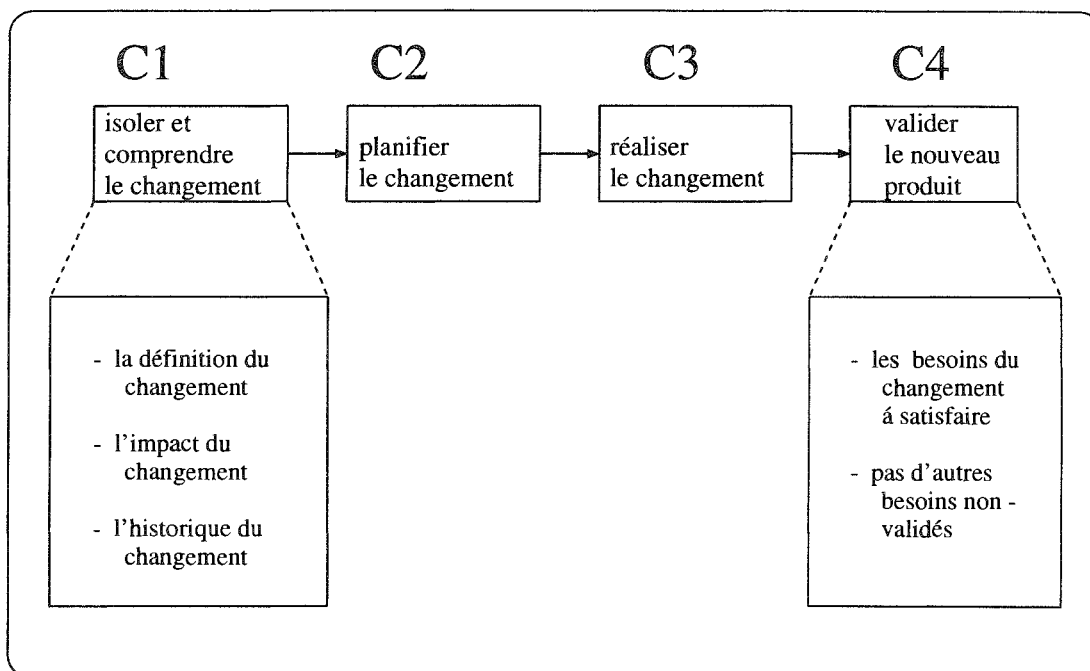 C1
C2
C3
C4
isoler et
comprendre
le changement
planifier
le changement
réaliser
le changement
valider
le nouveau
produit
- la définition du
changement
- l'impact du
changement
- l'historique du
changement
- les besoins du
changement
á satisfaire
- pas d'autres
besoins non -
validés